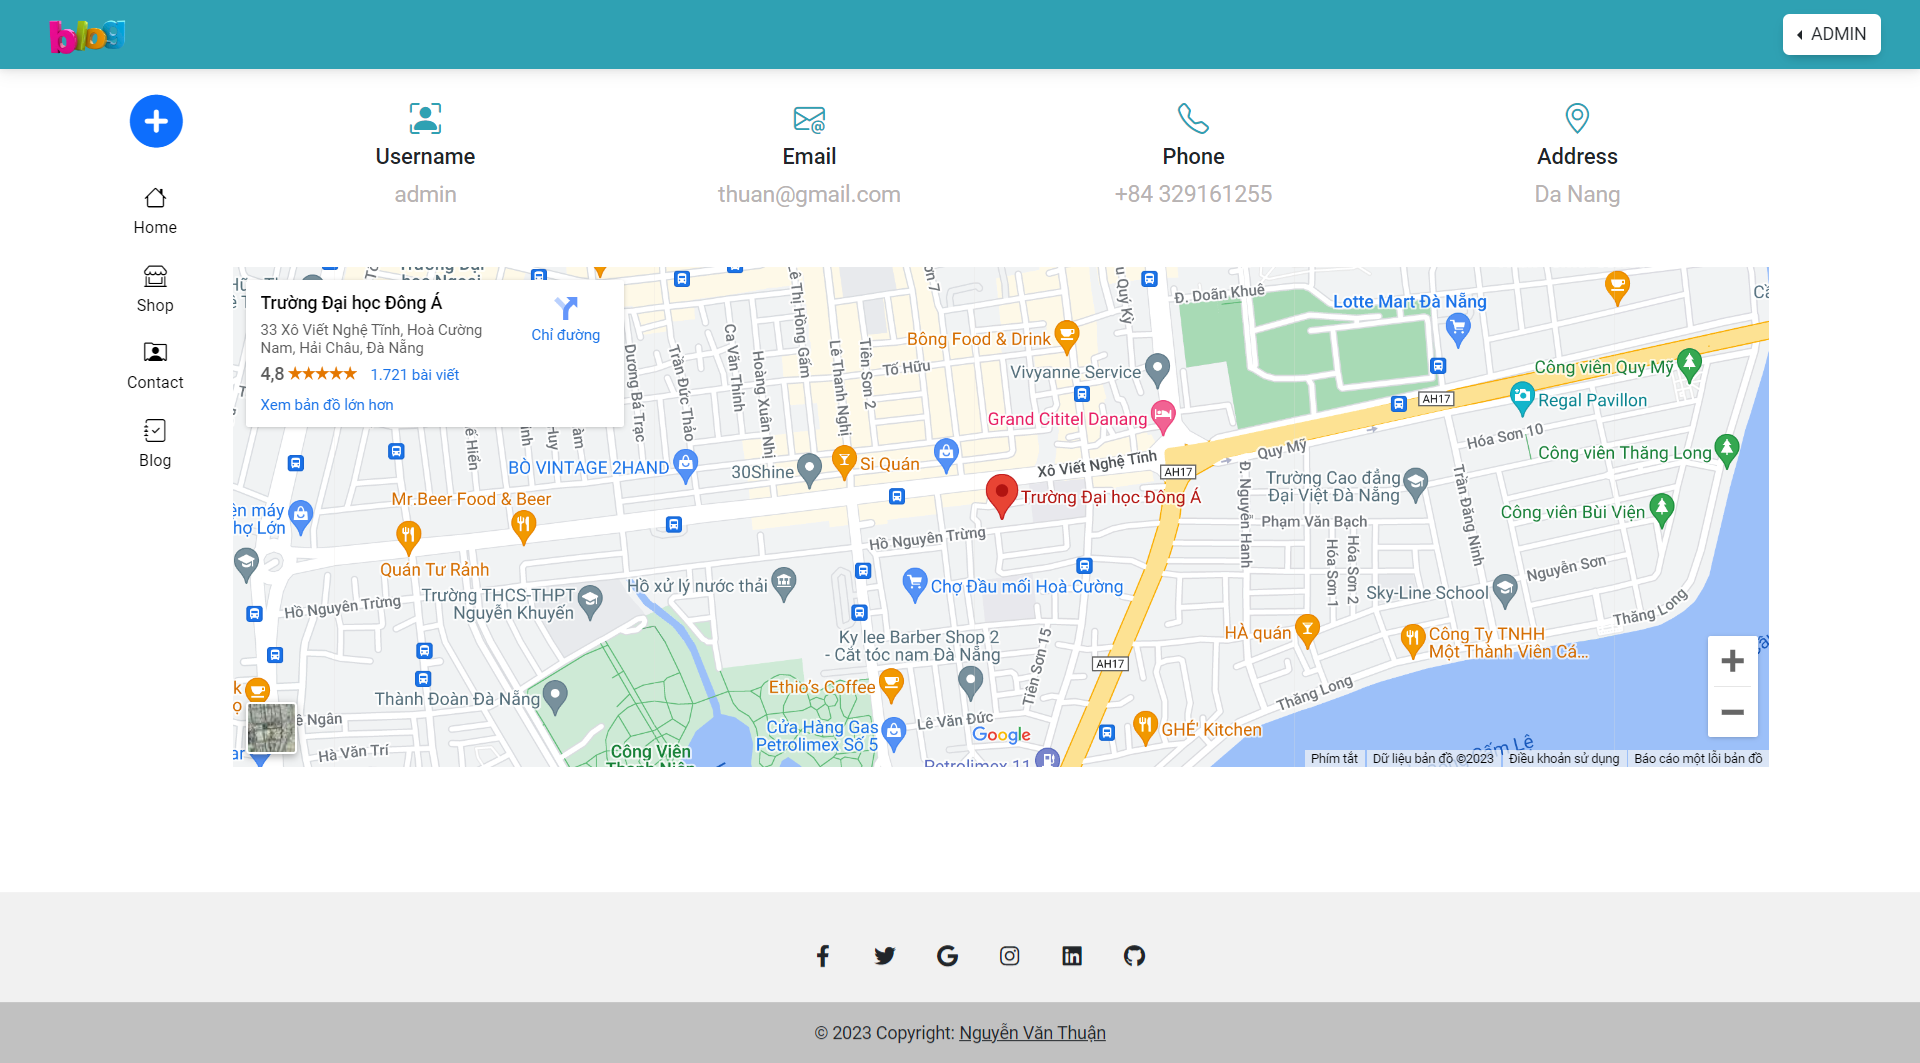 blog
ADMIN
Username
Email
Phone
Address
admin
thuan@gmail.com
+84 329161255
Da Nang
Home
Shop
Contact
Blog
Trường Đại học Đông Á
33 Xô Viết Nghệ Tĩnh, Hoà Cường
Nam, Hải Châu, Đà Nẵng
4,8
1.721 bài viết
Xem bản đồ lớn hơn
Chỉ đường
Lê.Thị.Hồng Gấm
Đ. Doãn Khuê
Lotte Mart Đà Nẵng
Bông Food & Drink
Vivyanne Service
Tố Hữu
Công viên Quy Mỹ
Regal Pavillon
AH17
Grand Cititel Danang
Dương Bá Trạc
Trần Đức Thảo
Ca Văn Thỉnh
Hoàng Xuân Nhị
Lê Thanh Nghị
Tiên Sơn 2
Quy Mỹ
Hóa Sơn 10
Công viên Thăng Long
BÒ VINTAGE 2HAND
30Shine
Si Quán
Xô Viết Nghệ Tĩnh
AH17
Trường Cao đẳng
Đại Việt Đà Nẵng
Đ. Nguyễn Hanh
Trần Đăng Ninh
Mr.Beer Food & Beer
Trường Đại học Đông Á
Công viên Bùi Viện
Phạm Văn Bạch
Hồ Nguyên Trừng
Quán Tư Rảnh
Hóa Sơn 1
Hóa Sơn 2
Nguyễn Sơn
Hồ xử lý nước thải
Chợ Đầu mối Hoà Cường
Trường THCS-THPT
Nguyễn Khuyến
Hồ Nguyên Trừng
Sky-Line School
Thăng Long
HÀ quán
Công Ty TNHH
Một Thành Viên Cá...
Ky lee Barber Shop 2
- Cắt tóc nam Đà Nẵng
Tiên Sơn 15
AH17
Ethio's Coffee
Thành Đoàn Đà Nẵng
Thăng Long
Lê Văn Đức
Cửa Hàng Gas
Petrolimex Số 5
Google
GHÉ' Kitchen
Hà Văn Trí
Công Viên
Thanh Niên
Petrolimex 11
Phím tắt
Dữ liệu bản đồ ©2023
Điều khoản sử dụng
Báo cáo một lỗi bản đồ
© 2023 Copyright: Nguyễn Văn Thuận